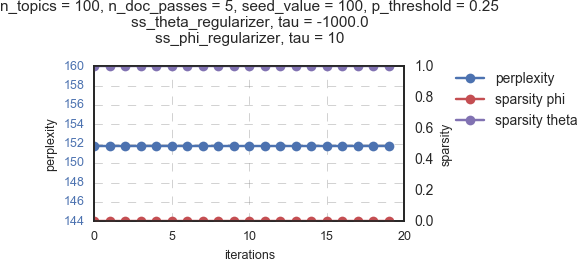 n_topics = 100, n_doc_passes = 5, seed_value = 100, p_threshold = 0.25
ss_theta_regularizer, tau = -1000.0
ss_phi_regularizer, tau = 10
160
158
156
154
152
150
148
146
144
perplexity
0
5
10
15
20
iterations
1.0
0.8
0.6
0.4
0.2
0.0
sparsity
perplexity
sparsity phi
sparsity theta